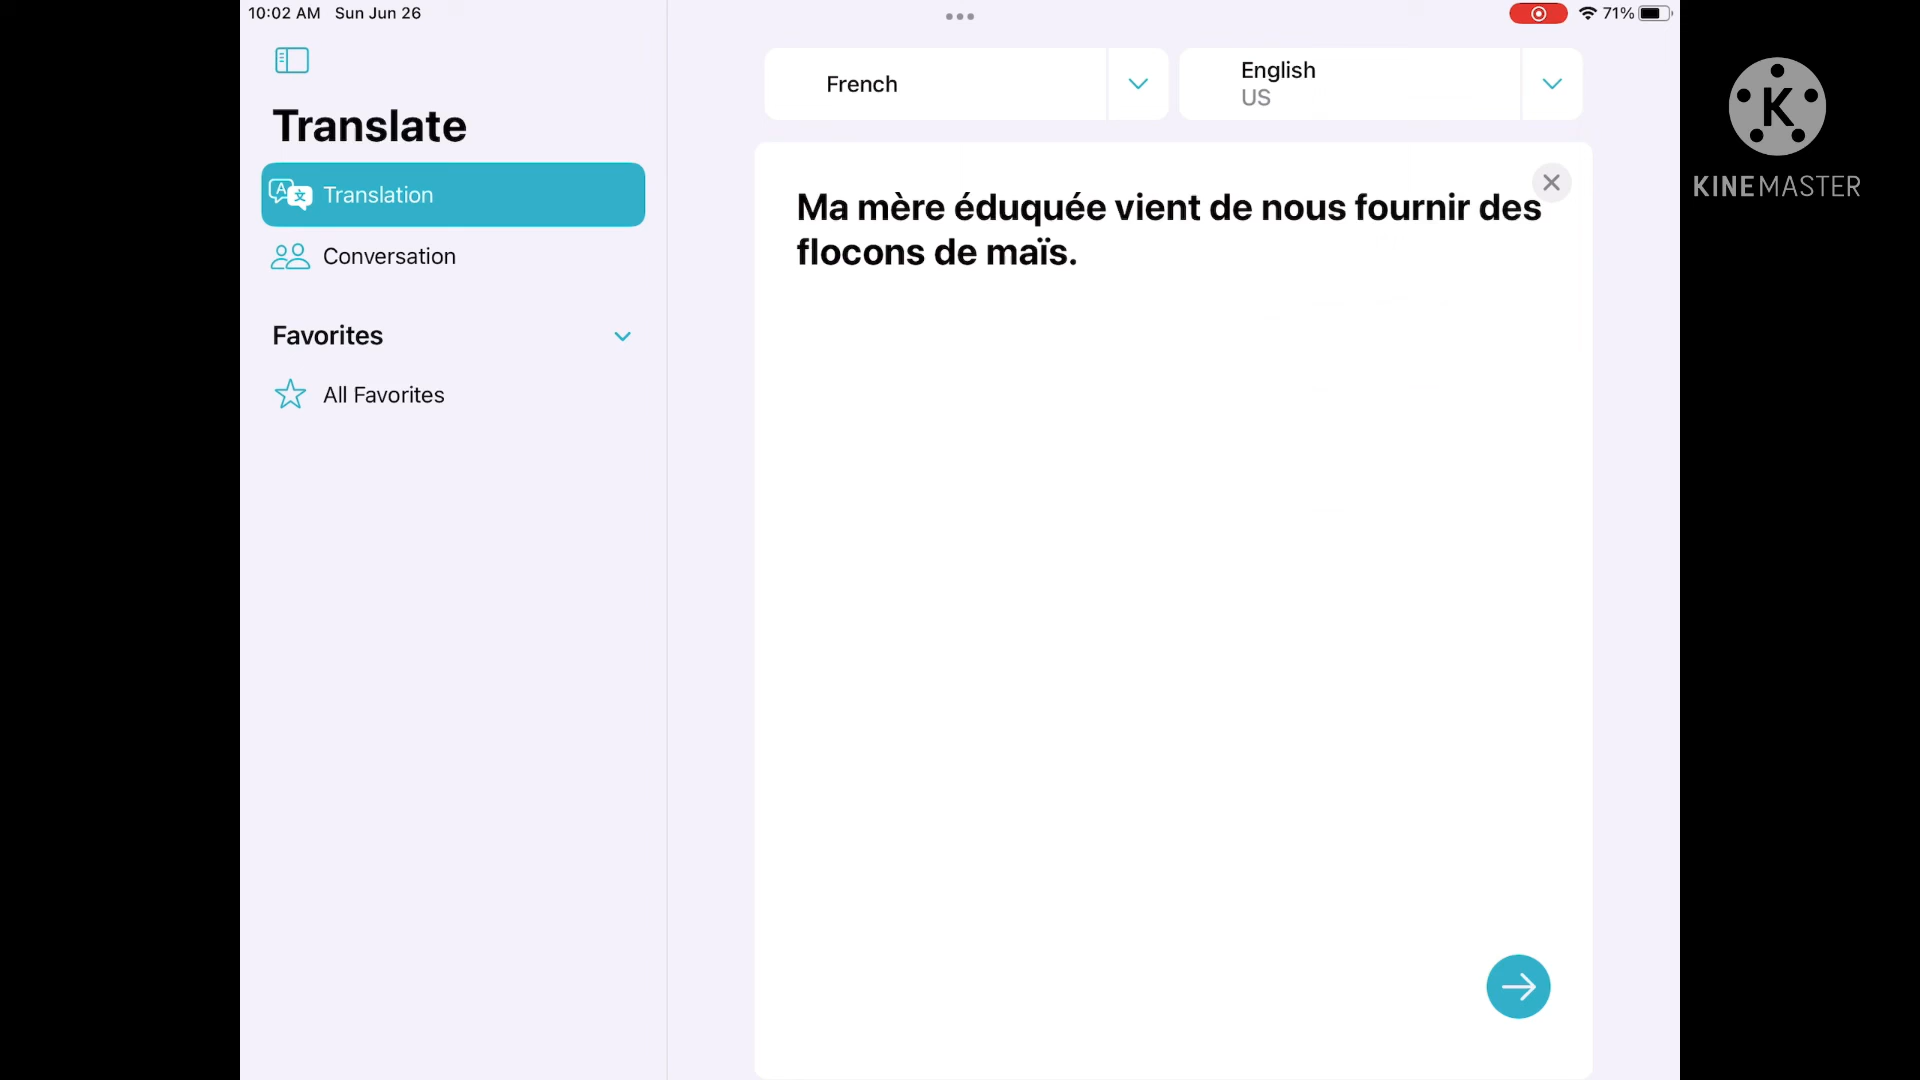 10:02 AM Sun Jun 26
71%
Translate
Translation
Conversation
Favorites
All Favorites
French
English
US
Ma mère éduquée vient de nous fournir des
flocons de maïs.
K
KINEMASTER